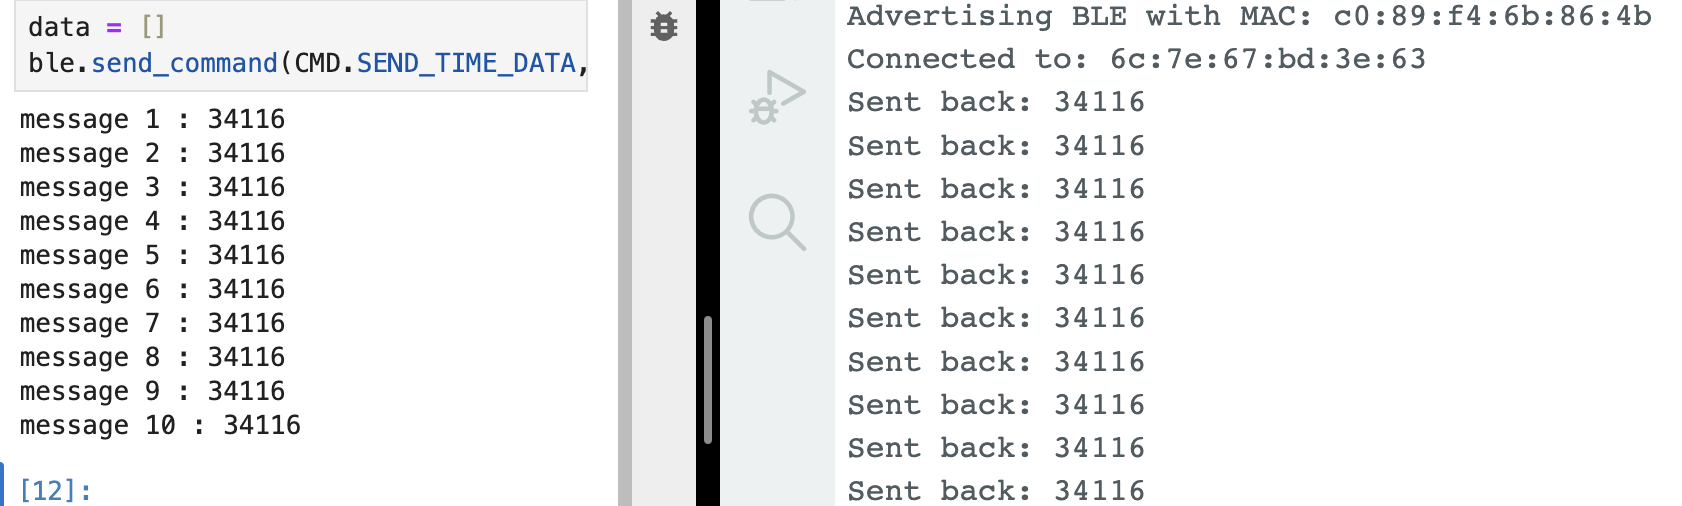 data = []
ble.send_command(CMD.SEND_TIME_DATA,
message 1 : 34116
message 2 : 34116
message 3 : 34116
message 4 : 34116
message 5 : 34116
message 6 : 34116
message 7 : 34116
message 8 : 34116
message 9 : 34116
message 10 : 34116
[12]:
Advertising BLE with MAC: c0:89:f4:6b:86:4b
Connected to: 6c:7e:67:bd:3e:63
Sent back: 34116
Sent back: 34116
Sent back: 34116
Sent back: 34116
Sent back: 34116
Sent back: 34116
Sent back: 34116
Sent back: 34116
Sent back: 34116
Sent back: 34116